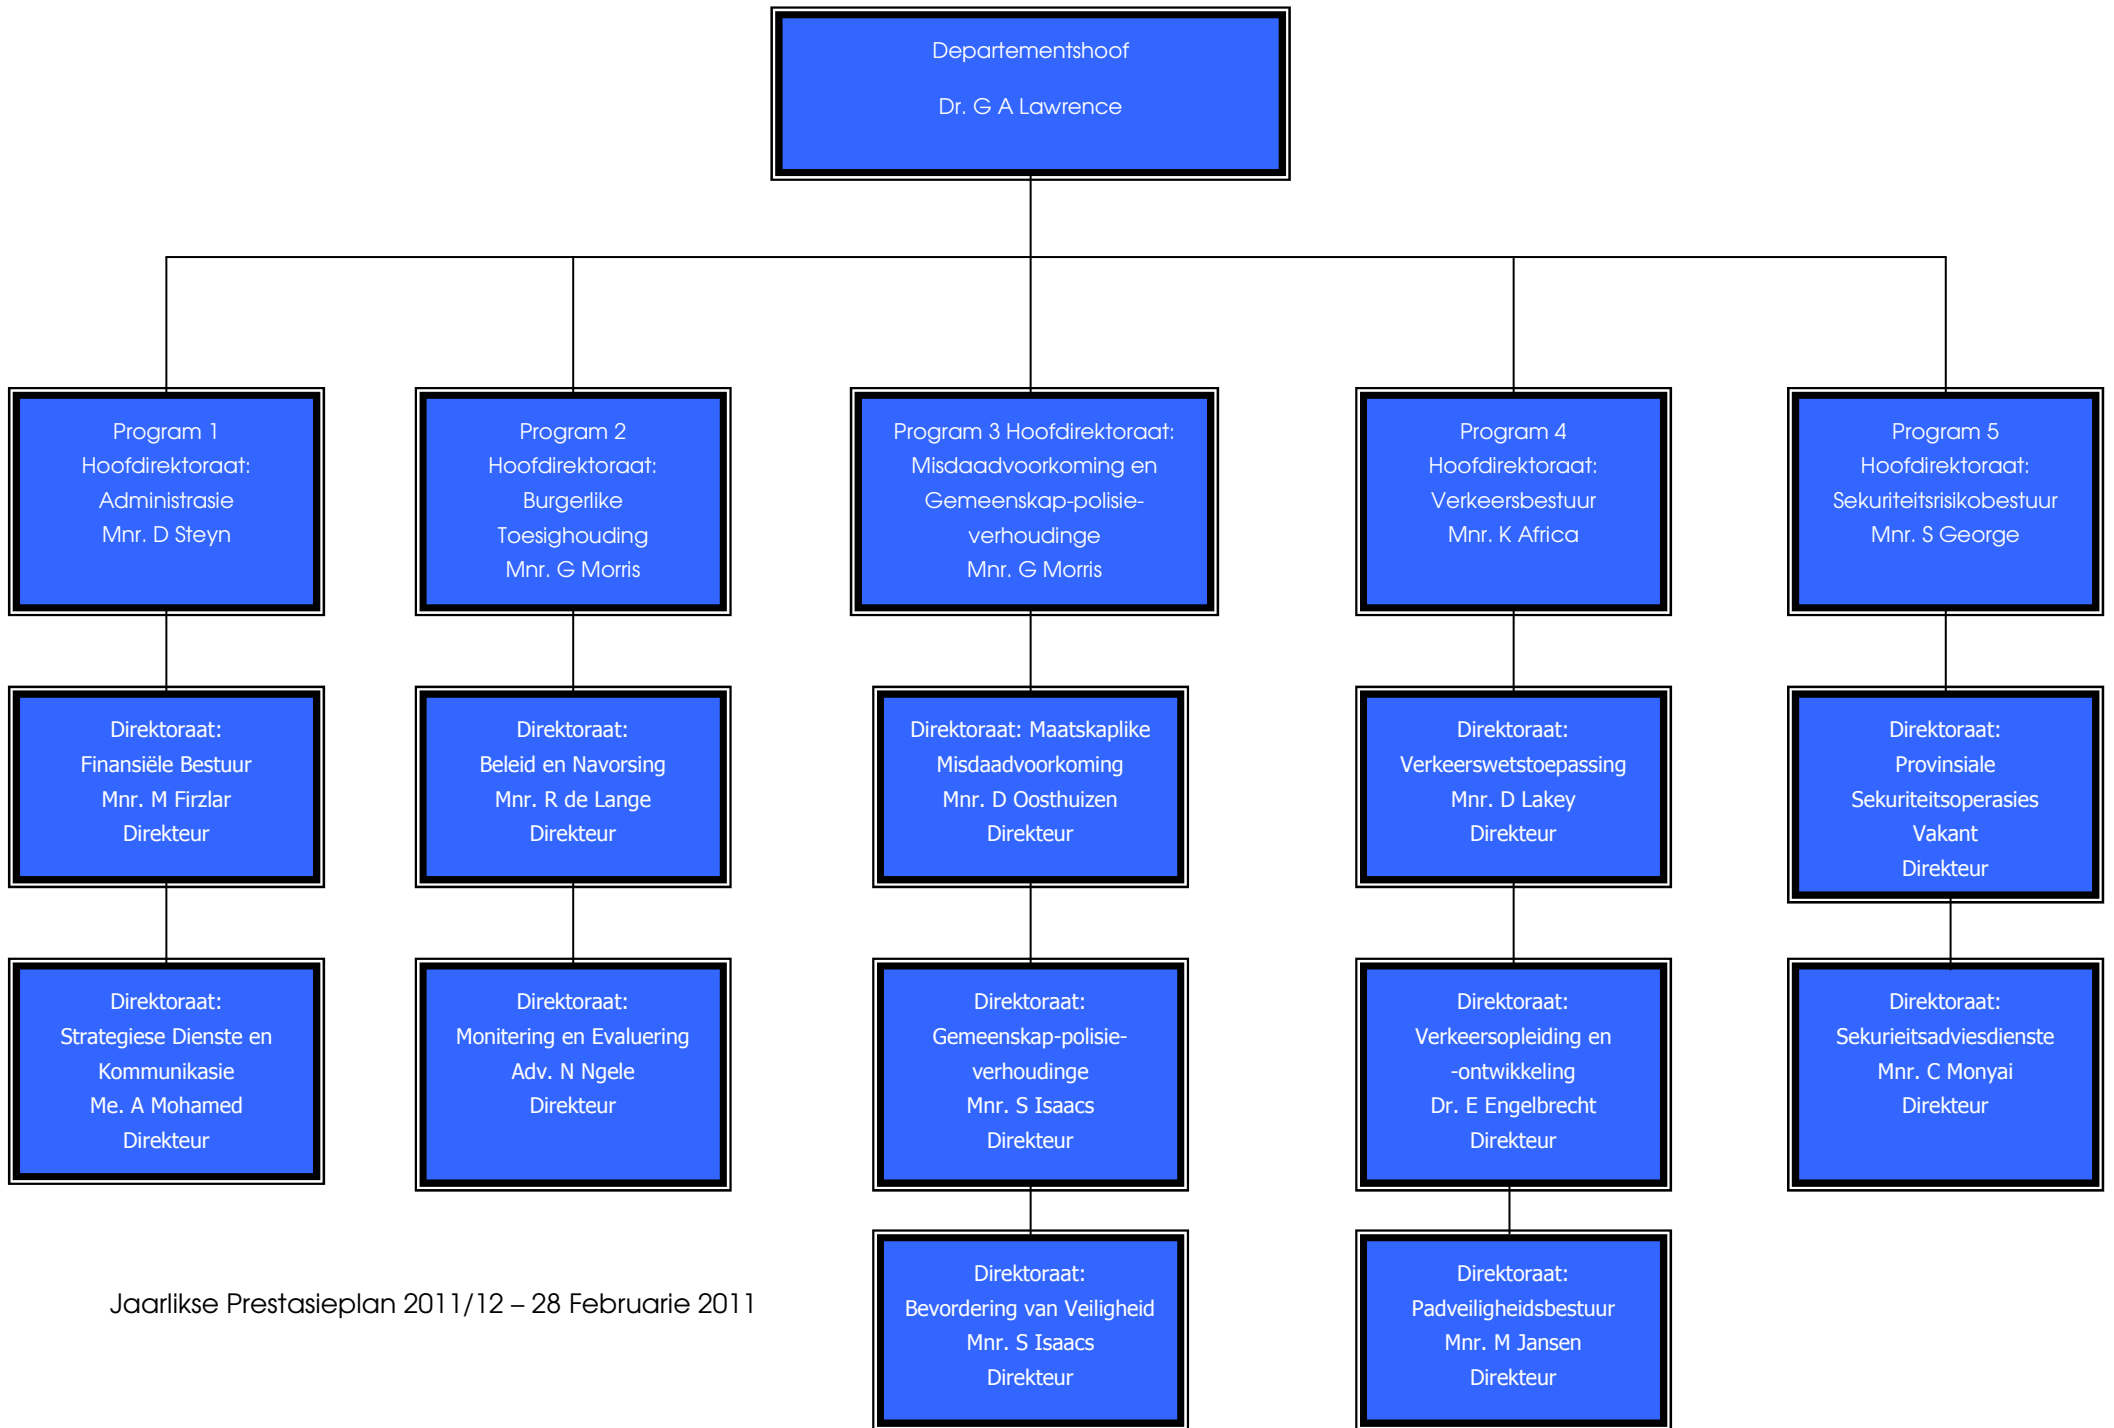 Departementshoof
Dr. G A Lawrence
Program 1
Hoofdirektoraat:
Administrasie
Mnr. D Steyn
Program 2
Hoofdirektoraat:
Burgerlike
Toesighouding
Mnr. G Morris
Program 3 Hoofdirektoraat:
Misdaadvoorkoming en
Gemeenskap-polisie-
verhoudinge
Mnr. G Morris
Program 4
Hoofdirektoraat:
Verkeersbestuur
Mnr. K Africa
Program 5
Hoofdirektoraat:
Sekuriteitsrisikobestuur
Mnr. S George
Direktoraat:
Finansiële Bestuur
Mnr. M Firzlar
Direkteur
Direktoraat:
Beleid en Navorsing
Mnr. R de Lange
Direkteur
Direktoraat: Maatskaplike
Misdaadvoorkoming
Mnr. D Oosthuizen
Direkteur
Direktoraat:
Verkeerswetstoepassing
Mnr. D Lakey
Direkteur
Direktoraat:
Provinsiale
Sekuriteitsoperasies
Vakant
Direkteur
Direktoraat:
Strategiese Dienste en
Kommunikasie
Me. A Mohamed
Direkteur
Direktoraat:
Monitering en Evaluering
Adv. N Ngele
Direkteur
Direktoraat:
Gemeenskap-polisie-
verhoudinge
Mnr. S Isaacs
Direkteur
Direktoraat:
Verkeersopleiding en
-ontwikkeling
Dr. E Engelbrecht
Direkteur
Direktoraat:
Sekurieitsadviesdienste
Mnr. C Monyai
Direkteur
Direktoraat:
Bevordering van Veiligheid
Mnr. S Isaacs
Direkteur
Direktoraat:
Padveiligheidsbestuur
Mnr. M Jansen
Direkteur
Jaarlikse Prestasieplan 2011/12 – 28 Februarie 2011